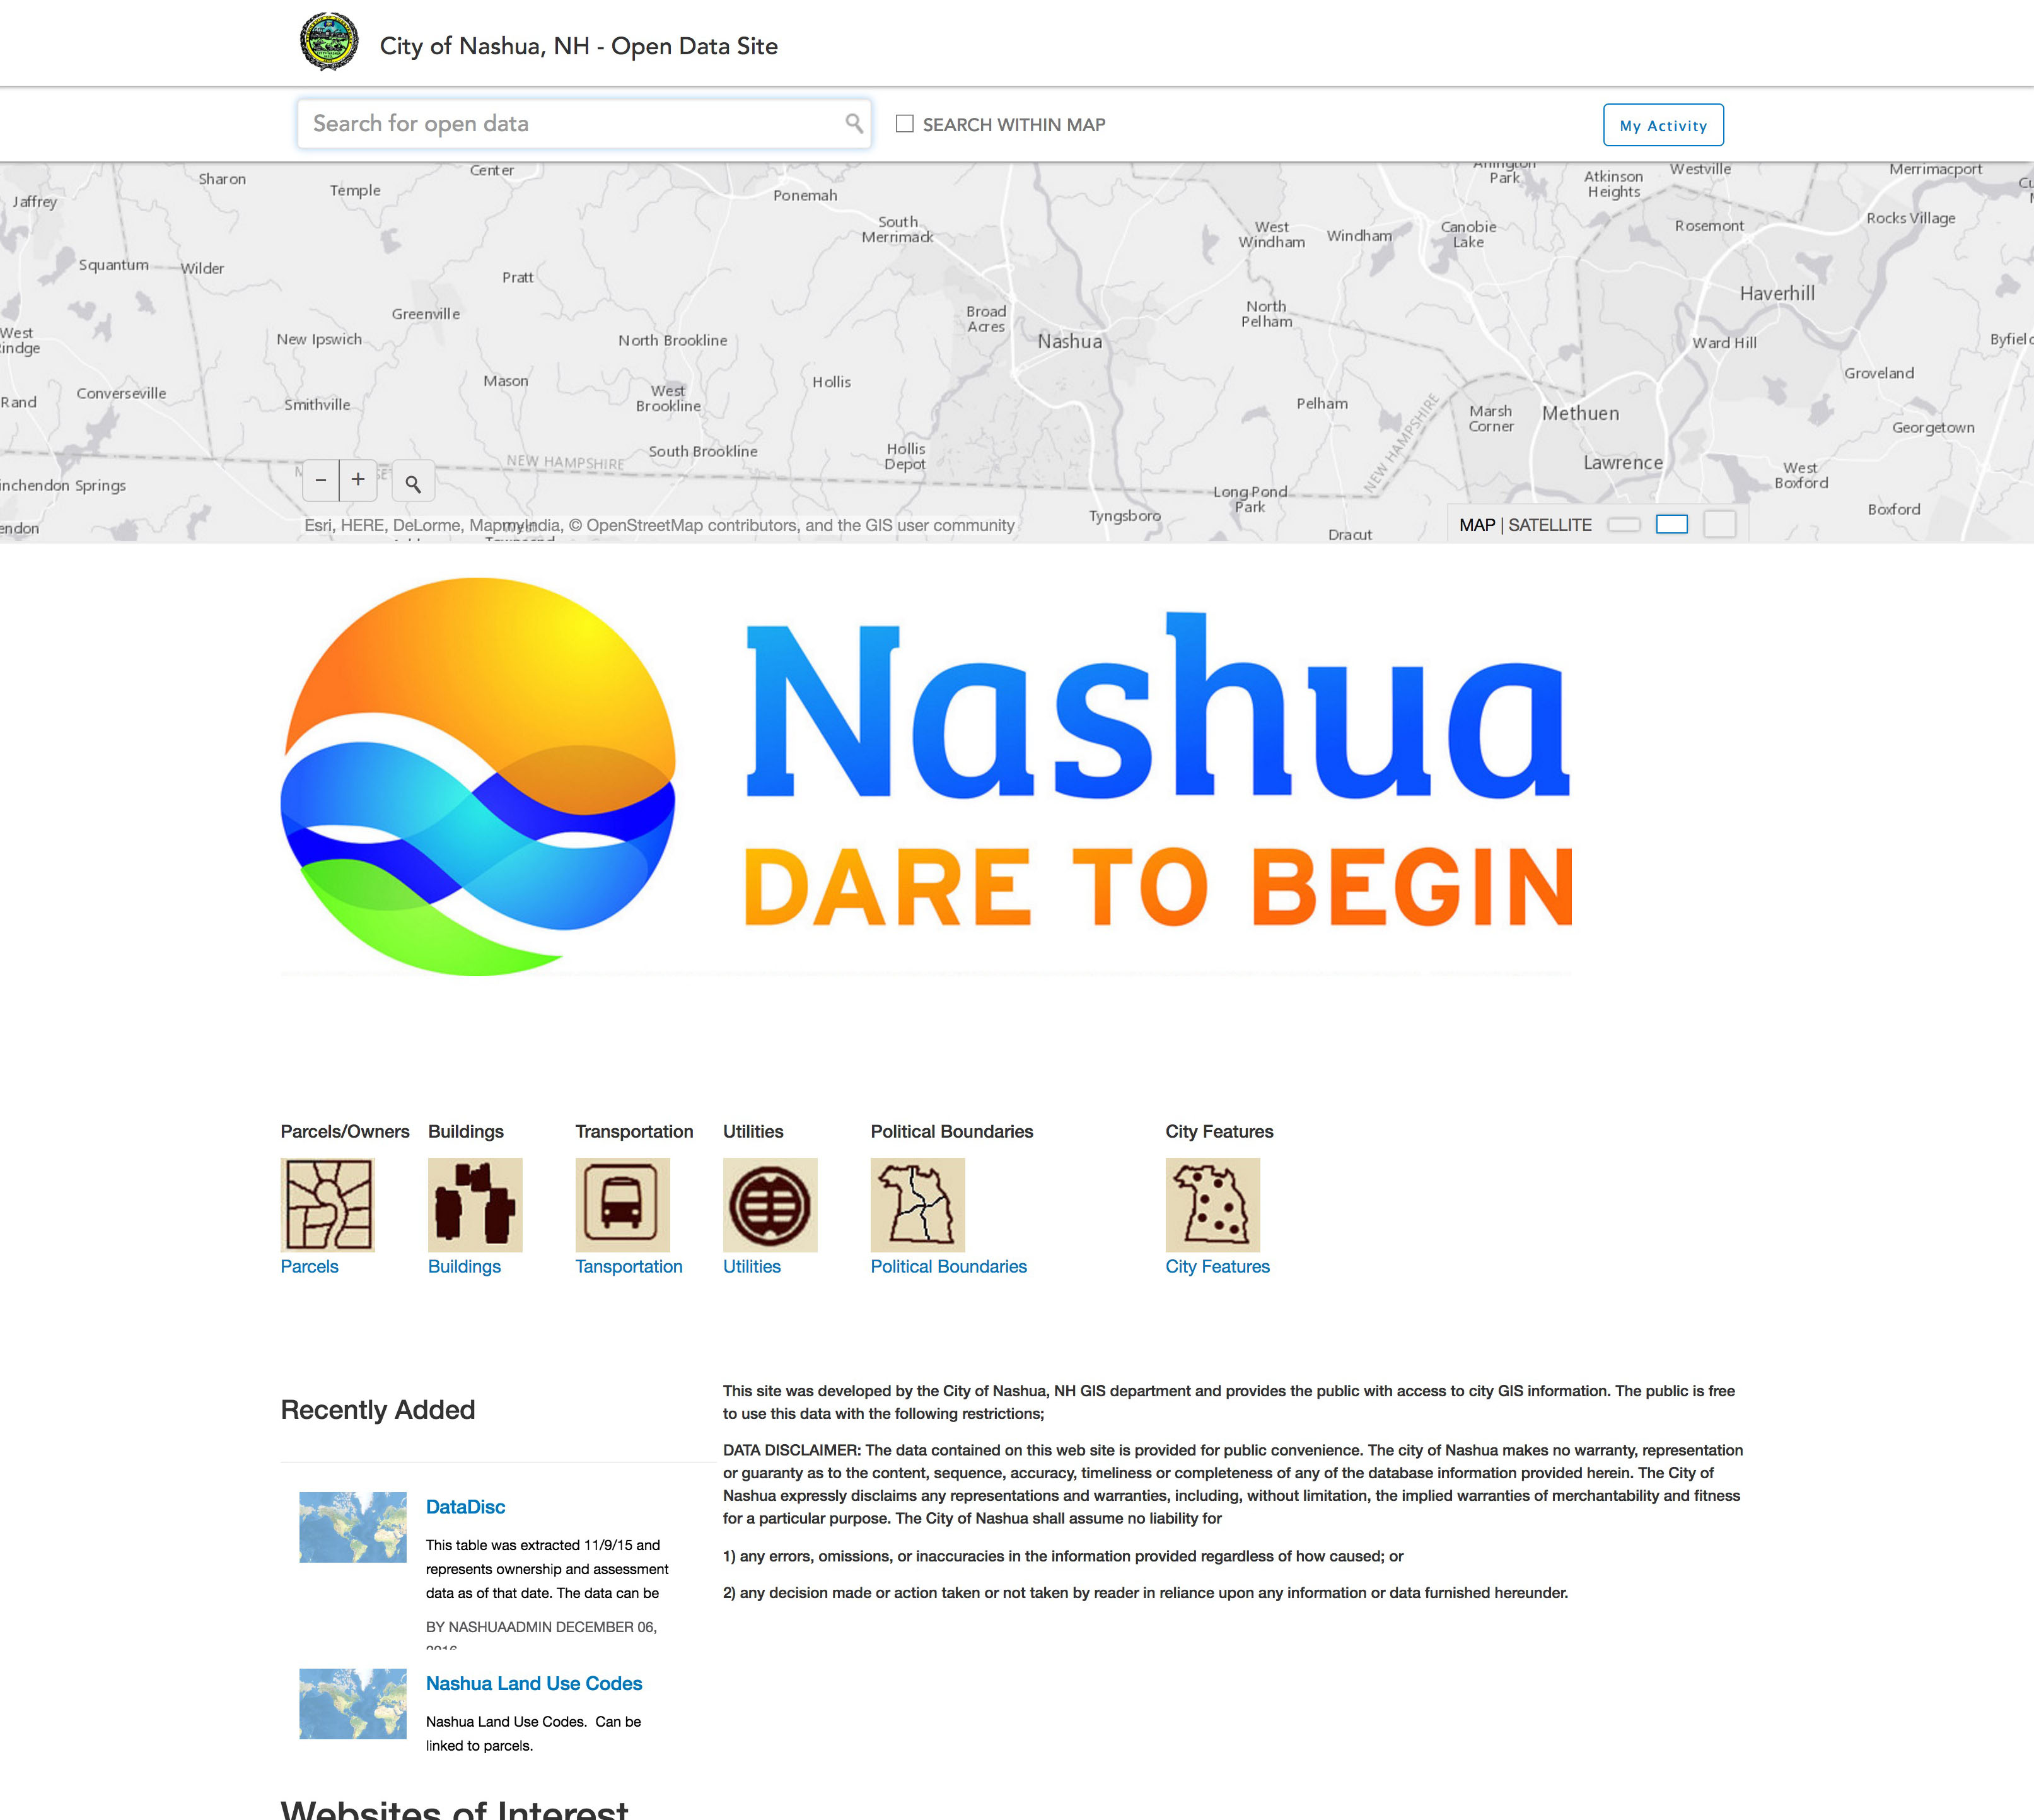 City of Nashua, NH - Open Data Site
Search for open data
SEARCH WITHIN MAP
My Activity
Center
Arlington
Park
Westville
Merrimacport
Sharon
Temple
Ponemah
Atkinson
Heights
Jaffrey
South
Merrimack
West
Windham
Windham
Canobie
Lake
Rosemont
Rocks Village
Squantum
Wilder
Pratt
Haverhill
Greenville
Broad
Acres
North
Pelham
West
New Ipswich
North Brookline
Nashua
Ward Hill
Mason
West
Brookline
Hollis
Groveland
Rand
Converseville
Smithville
Pelham
Marsh
Corner
Methuen
Georgetown
NEW HAMPSHIRE
South Brookline
Hollis
Depot
NEW HAMPSHIRE
Lawrence
West
Boxford
inchendon Springs
− +
Long Pond
Park
Tyngsboro
Boxford
endon
Esri, HERE, DeLorme, MapmyIndia, © OpenStreetMap contributors, and the GIS user community
Dracut
MAP | SATELLITE
Nashua
DARE TO BEGIN
Parcels/Owners Buildings Transportation Utilities Political Boundaries City Features
Parcels Buildings Tansportation Utilities Political Boundaries City Features
Recently Added
DataDisc
This table was extracted 11/9/15 and
represents ownership and assessment
data as of that date. The data can be
BY NASHUAADMIN DECEMBER 06,
Nashua Land Use Codes
Nashua Land Use Codes. Can be
linked to parcels.
This site was developed by the City of Nashua, NH GIS department and provides the public with access to city GIS information. The public is free
to use this data with the following restrictions;
DATA DISCLAIMER: The data contained on this web site is provided for public convenience. The city of Nashua makes no warranty, representation
or guaranty as to the content, sequence, accuracy, timeliness or completeness of any of the database information provided herein. The City of
Nashua expressly disclaims any representations and warranties, including, without limitation, the implied warranties of merchantability and fitness
for a particular purpose. The City of Nashua shall assume no liability for
1) any errors, omissions, or inaccuracies in the information provided regardless of how caused; or
2) any decision made or action taken or not taken by reader in reliance upon any information or data furnished hereunder.
Websites of Interest